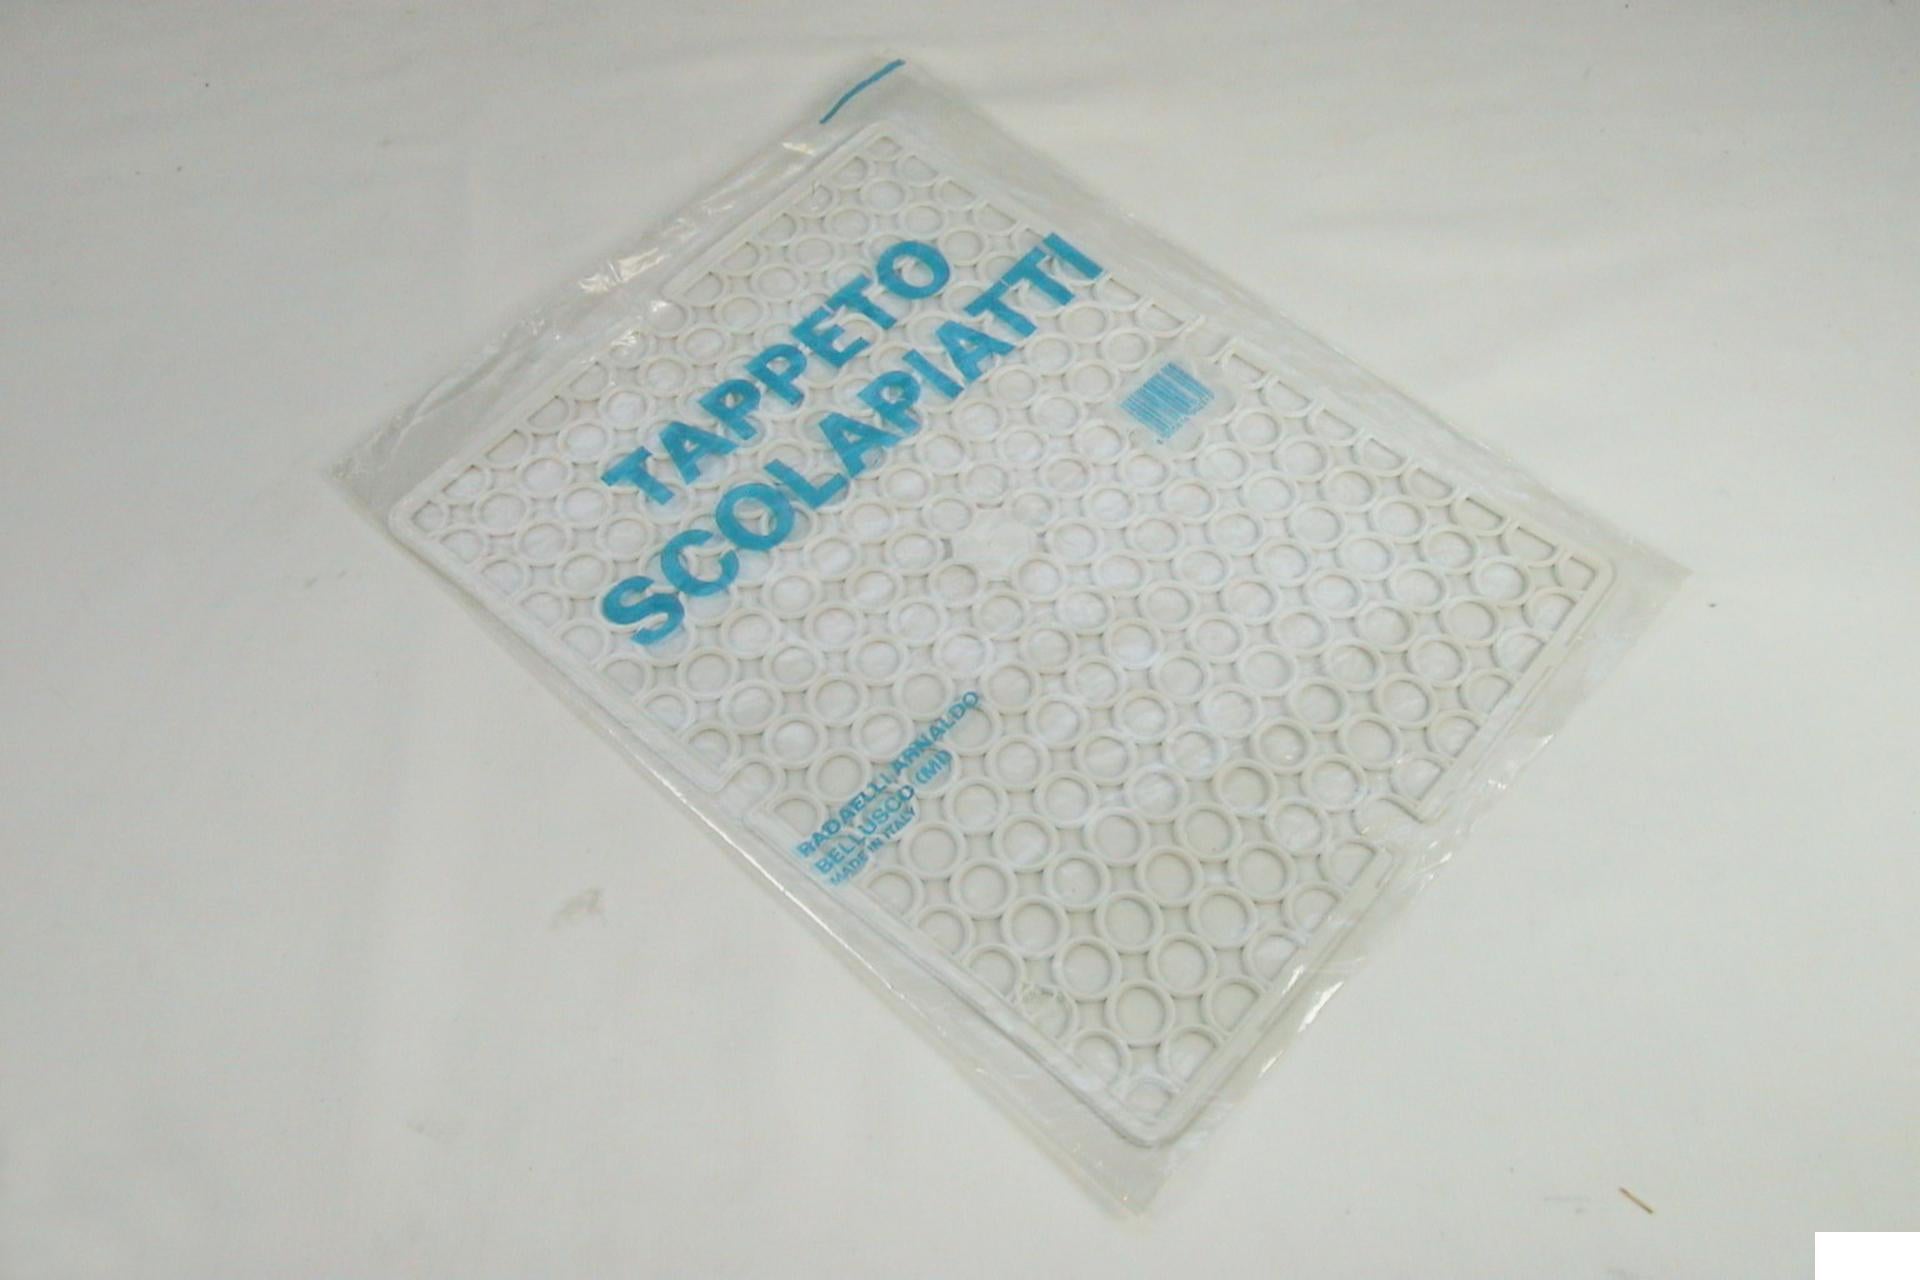 TAPPETO
SCOLAPIATTI
RADAELLI ARNALDO
BELLUSCO (MI)
MADE IN ITALY